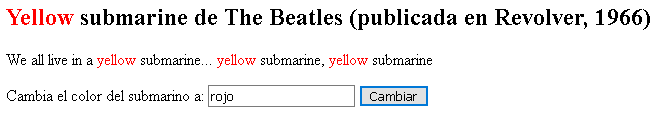 Yellow submarine de The Beatles (publicada en Revolver, 1966)
We all live in a yellow submarine... yellow submarine, yellow submarine
Cambia el color del submarino a: rojo Cambiar